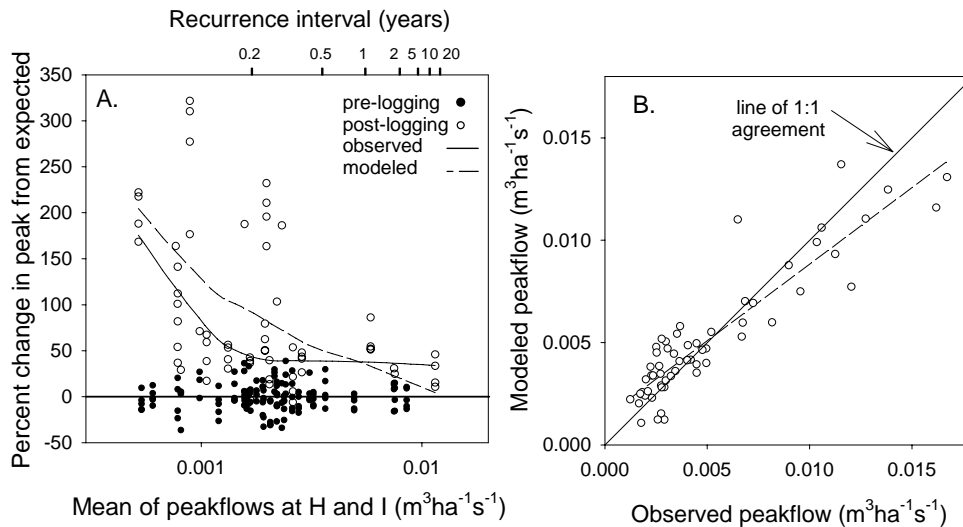 Recurrence interval (years)
0.2 0.5 1 2 5 10 20
Percent change in peak from expected
350
300
250
200
150
100
50
0
-50
A.
pre-logging
post-logging
observed
modeled
0.001 0.01
Mean of peakflows at H and I (m³ha⁻¹s⁻¹)
B.
line of 1:1
agreement
Modeled peakflow (m³ha⁻¹s⁻¹)
0.015
0.010
0.005
0.000
0.000 0.005 0.010 0.015
Observed peakflow (m³ha⁻¹s⁻¹)